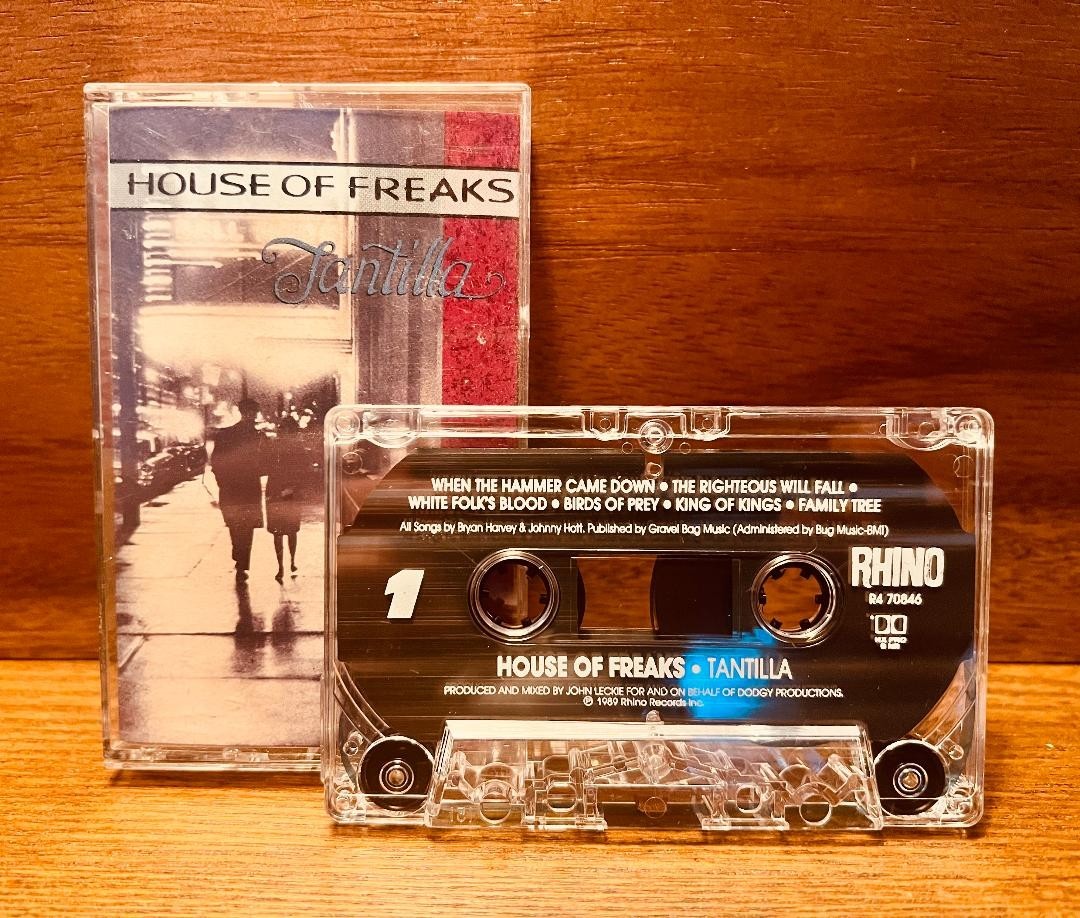 HOUSE OF FREAKS
Tantilla
WHEN THE HAMMER CAME DOWN • THE RIGHTEOUS WILL FALL •
WHITE FOLK'S BLOOD • BIRDS OF PREY • KING OF KINGS • FAMILY TREE
All Songs by Bryan Harvey & Johnny Hott. Published by Gravel Bag Music (Administered by Bug Music-BMI)
1
RHINO
R4 70846
HOUSE OF FREAKS • TANTILLA
PRODUCED AND MIXED BY JOHN LECKIE FOR AND ON BEHALF OF DODGY PRODUCTIONS.
℗ 1989 Rhino Records Inc.